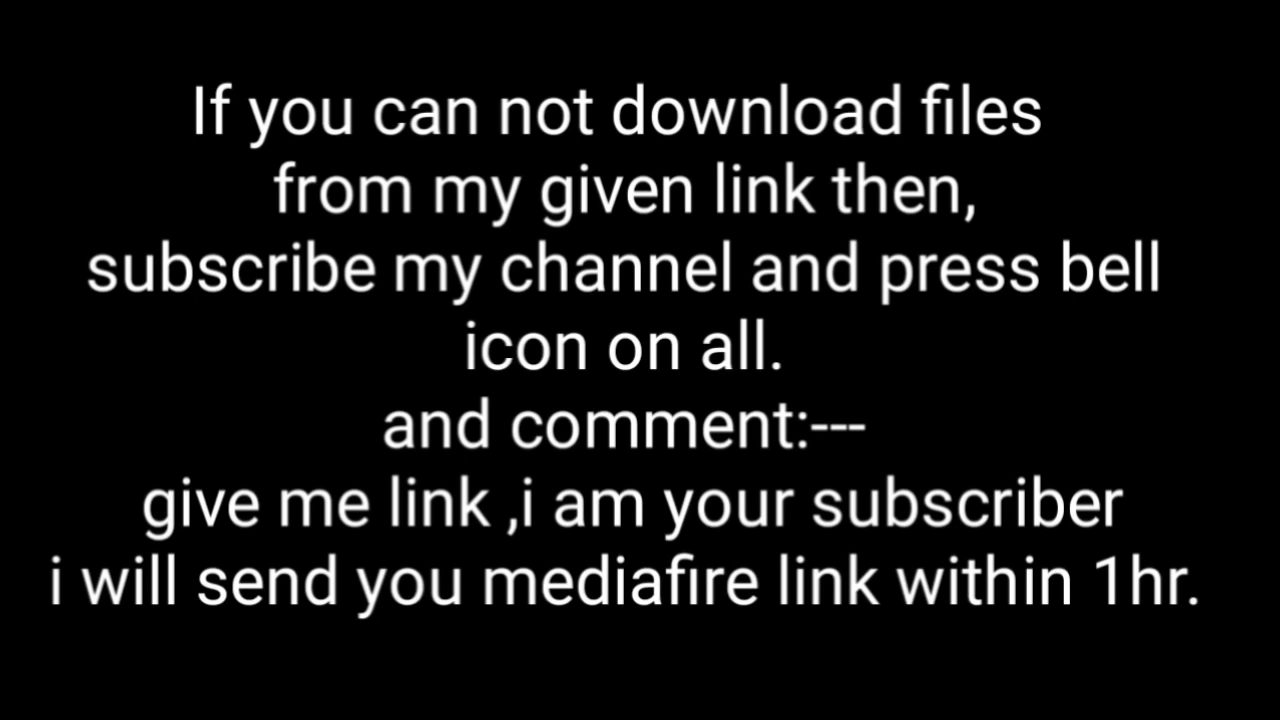 If you can not download files
from my given link then,
subscribe my channel and press bell
icon on all.
and comment:---
give me link ,i am your subscriber
i will send you mediafire link within 1hr.